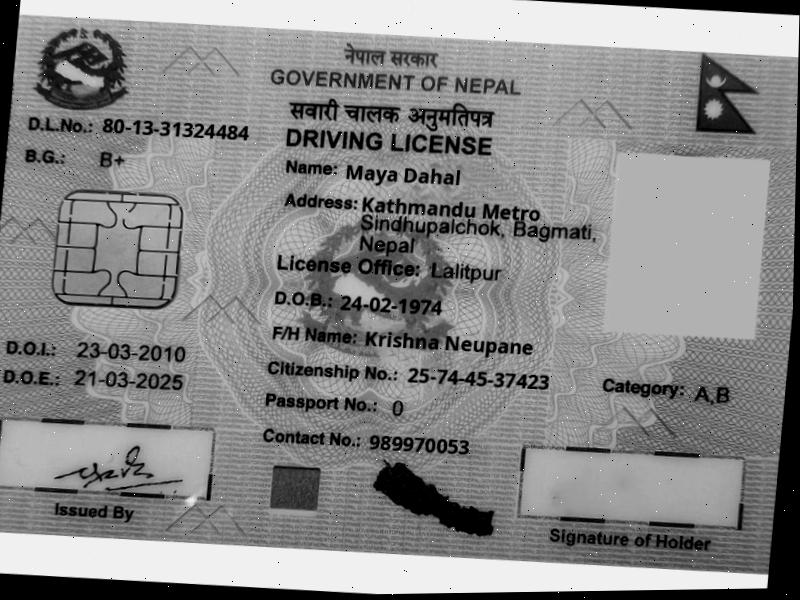 नेपाल सरकार
GOVERNMENT OF NEPAL
सवारी चालक अनुमतिपत्र
DRIVING LICENSE
D.L.No.: 80-13-31324484
B.G.: B+
Name: Maya Dahal
Address: Kathmandu Metro
Sindhupalchok, Bagmati,
Nepal
License Office: Lalitpur
D.O.B.: 24-02-1974
F/H Name: Krishna Neupane
D.O.I.: 23-03-2010
D.O.E.: 21-03-2025
Citizenship No.: 25-74-45-37423
Category: A,B
Passport No.: 0
Contact No.: 989970053
Issued By
Signature of Holder